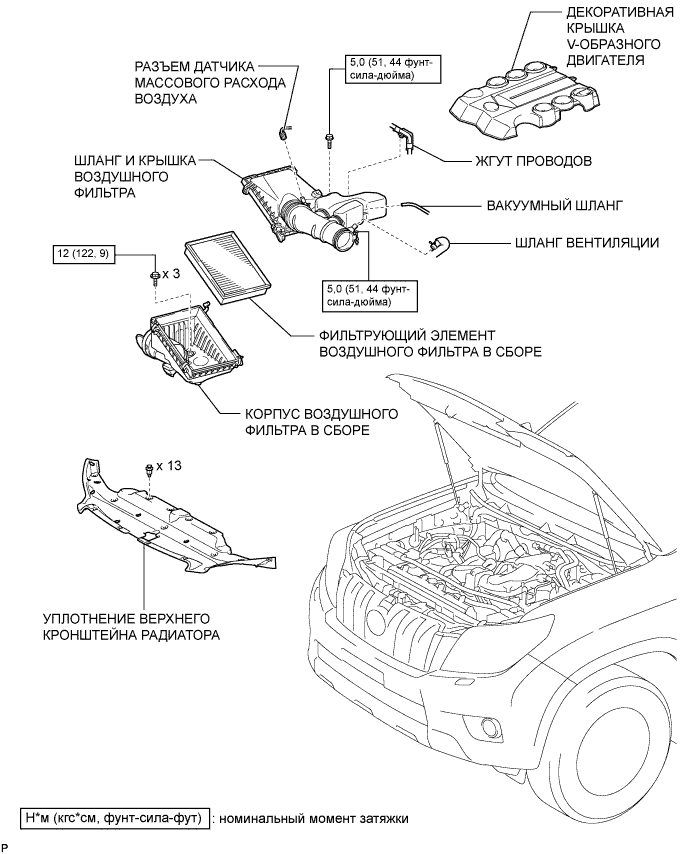 ДЕКОРАТИВНАЯ
КРЫШКА
V-ОБРАЗНОГО
ДВИГАТЕЛЯ
РАЗЪЕМ ДАТЧИКА
МАССОВОГО РАСХОДА
ВОЗДУХА
5,0 (51, 44 фунт-
сила-дюйма)
ШЛАНГ И КРЫШКА
ВОЗДУШНОГО
ФИЛЬТРА
ЖГУТ ПРОВОДОВ
ВАКУУМНЫЙ ШЛАНГ
ШЛАНГ ВЕНТИЛЯЦИИ
12 (122, 9)
x 3
5,0 (51, 44 фунт-
сила-дюйма)
ФИЛЬТРУЮЩИЙ ЭЛЕМЕНТ
ВОЗДУШНОГО ФИЛЬТРА В СБОРЕ
КОРПУС ВОЗДУШНОГО
ФИЛЬТРА В СБОРЕ
x 13
УПЛОТНЕНИЕ ВЕРХНЕГО
КРОНШТЕЙНА РАДИАТОРА
Н*м (кгс*см, фунт-сила-фут) : номинальный момент затяжки
P